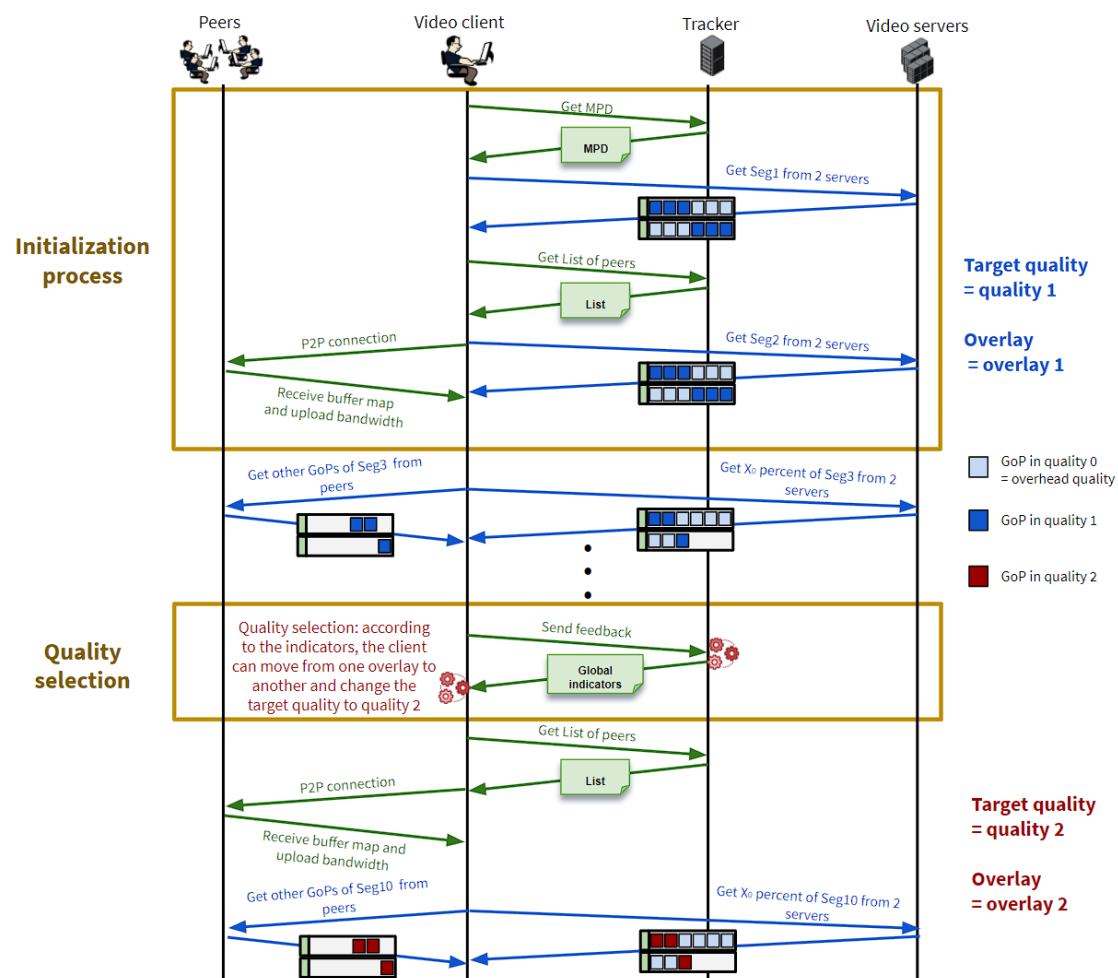 Peers
Video client
Tracker
Video servers
Get MPD
MPD
Get Seg1 from 2 servers
Initialization
process
Get List of peers
List
Target quality
= quality 1
P2P connection
Get Seg2 from 2 servers
Overlay
= overlay 1
Receive buffer map
and upload bandwidth
Get other GoPs of Seg3 from
peers
Get X₀ percent of Seg3 from 2
servers
GoP in quality 0
= overhead quality
GoP in quality 1
GoP in quality 2
Quality
selection
Quality selection: according
to the indicators, the client
can move from one overlay to
another and change the
target quality to quality 2
Send feedback
Global
indicators
Get List of peers
List
P2P connection
Target quality
= quality 2
Receive buffer map and
upload bandwidth
Overlay
= overlay 2
Get other GoPs of Seg10 from
peers
Get X₀ percent of Seg10 from 2
servers